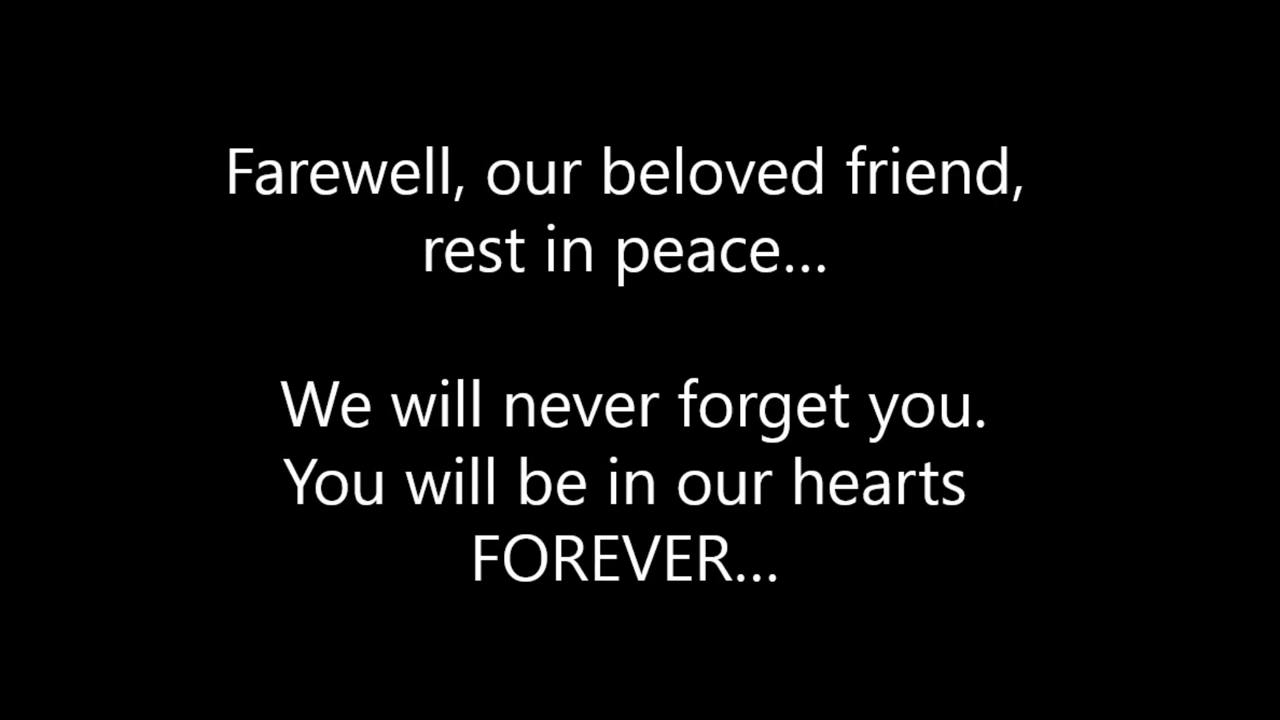 Farewell, our beloved friend,
rest in peace...
We will never forget you.
You will be in our hearts
FOREVER...